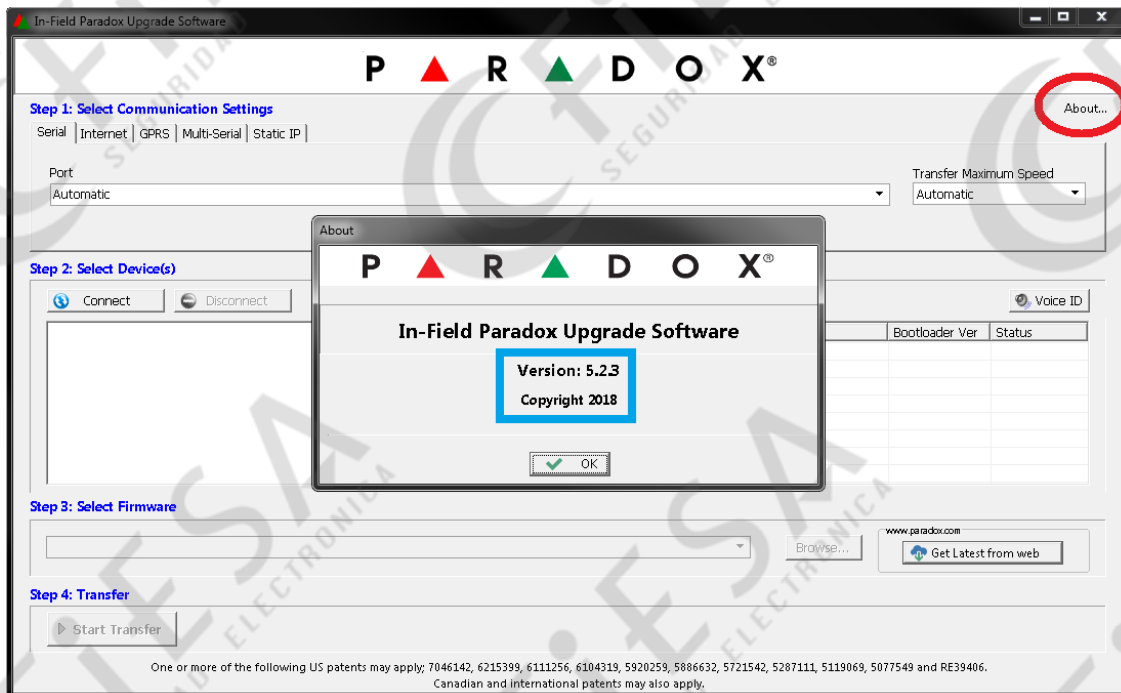 In-Field Paradox Upgrade Software
P A R A D O X®
Step 1: Select Communication Settings
About...
Serial Internet GPRS Multi-Serial Static IP
Port
Transfer Maximum Speed
Automatic
Automatic
About
P A R A D O X®
In-Field Paradox Upgrade Software
Version: 5.2.3
Copyright 2018
OK
Step 2: Select Device(s)
Connect Disconnect
Voice ID
Bootloader Ver Status
Step 3: Select Firmware
Browse...
www.paradox.com
Get Latest from web
Step 4: Transfer
Start Transfer
One or more of the following US patents may apply; 7046142, 6215399, 6111256, 6104319, 5920259, 5886632, 5721542, 5287111, 5119069, 5077549 and RE39406.
Canadian and international patents may also apply.
CFIESA
SEGURIDAD
ELECTRONICA